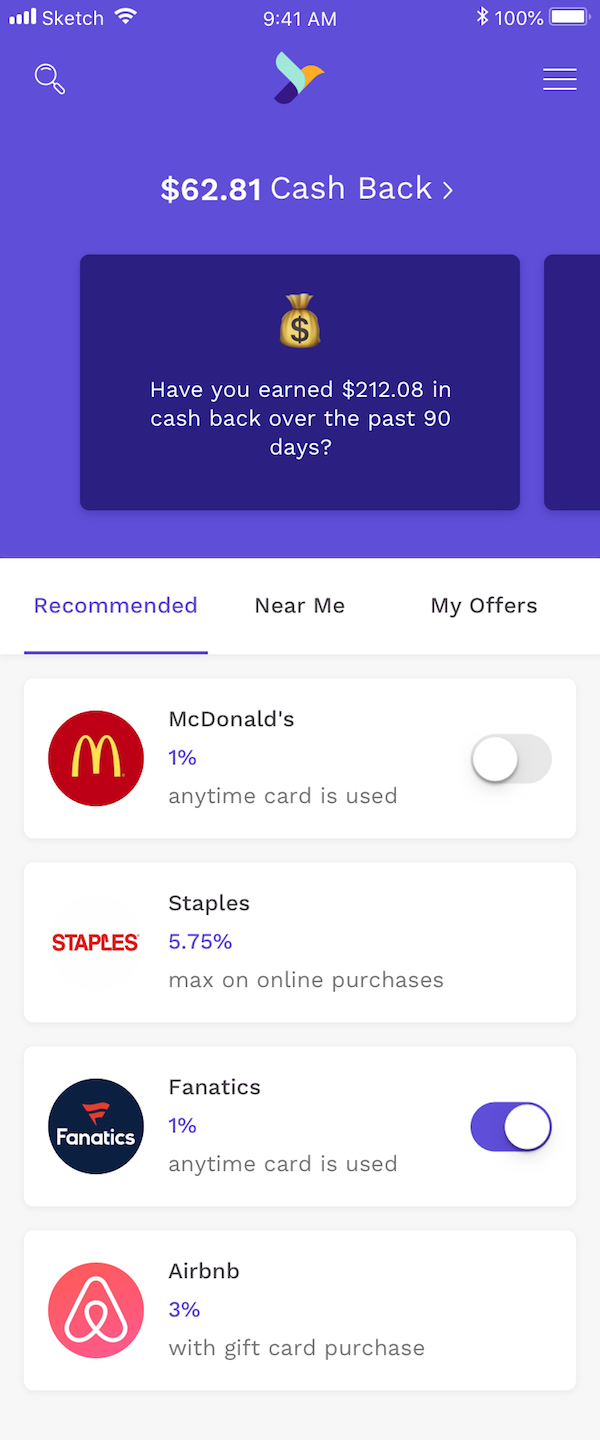 Sketch 9:41 AM 100%
$62.81 Cash Back
$
Have you earned $212.08 in
cash back over the past 90
days?
Recommended Near Me My Offers
McDonald's
1%
anytime card is used
STAPLES
Staples
5.75%
max on online purchases
Fanatics
Fanatics
1%
anytime card is used
Airbnb
3%
with gift card purchase